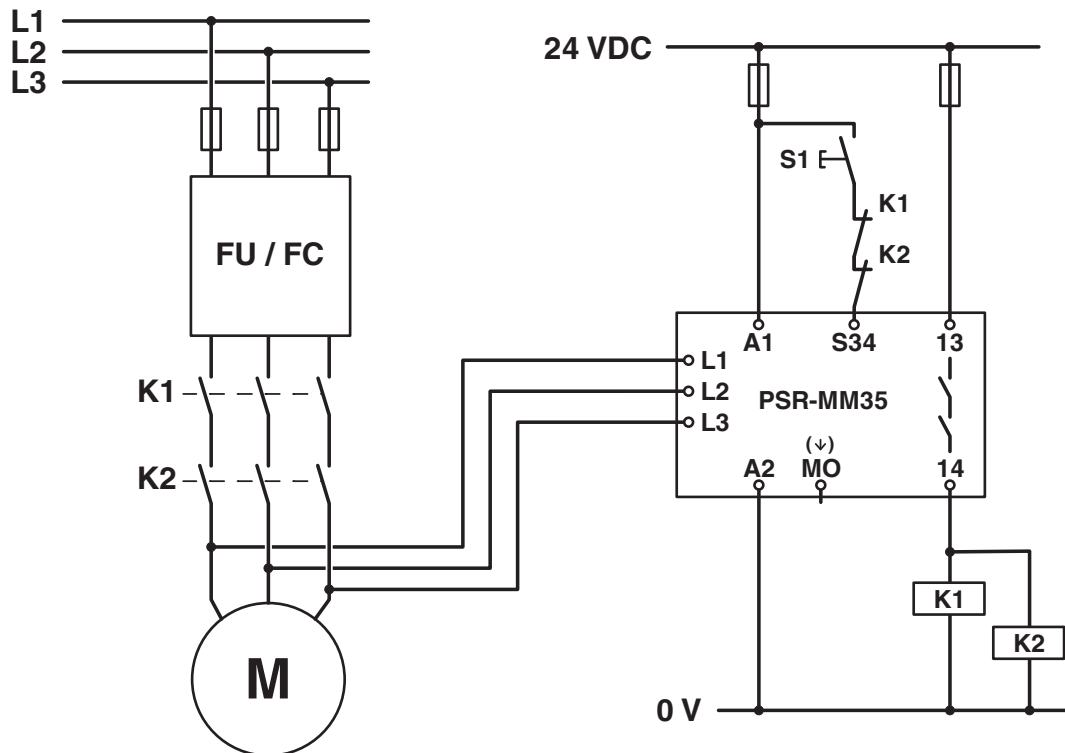 L1
L2
L3
FU / FC
K1
K2
M
24 VDC
S1
K1
K2
A1
S34
13
L1
L2
L3
PSR-MM35
(↓)
A2
MO
14
K1
K2
0 V